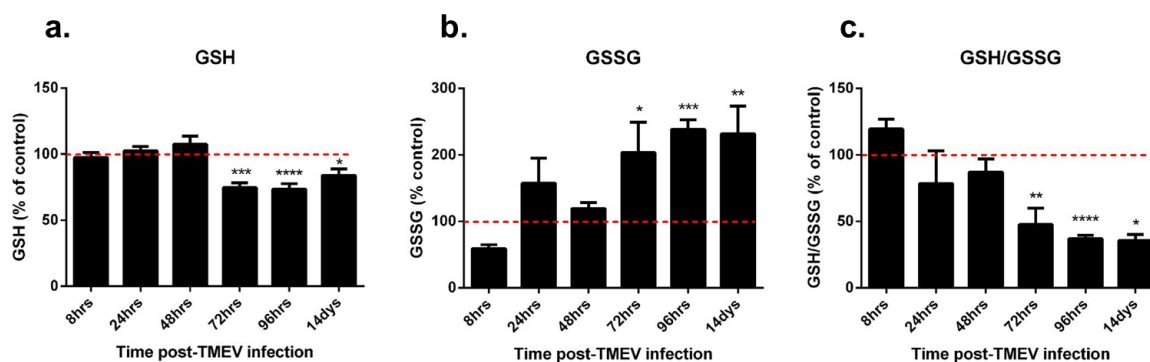 a.
GSH
GSH (% of control)
150
100
50
0
***
****
*
8hrs
24hrs
48hrs
72hrs
96hrs
14dys
Time post-TMEV infection
b.
GSSG
GSSG (% of control)
300
200
100
0
*
***
**
8hrs
24hrs
48hrs
72hrs
96hrs
14dys
Time post-TMEV infection
c.
GSH/GSSG
GSH/GSSG (% of control)
150
100
50
0
**
****
*
8hrs
24hrs
48hrs
72hrs
96hrs
14dys
Time post-TMEV infection